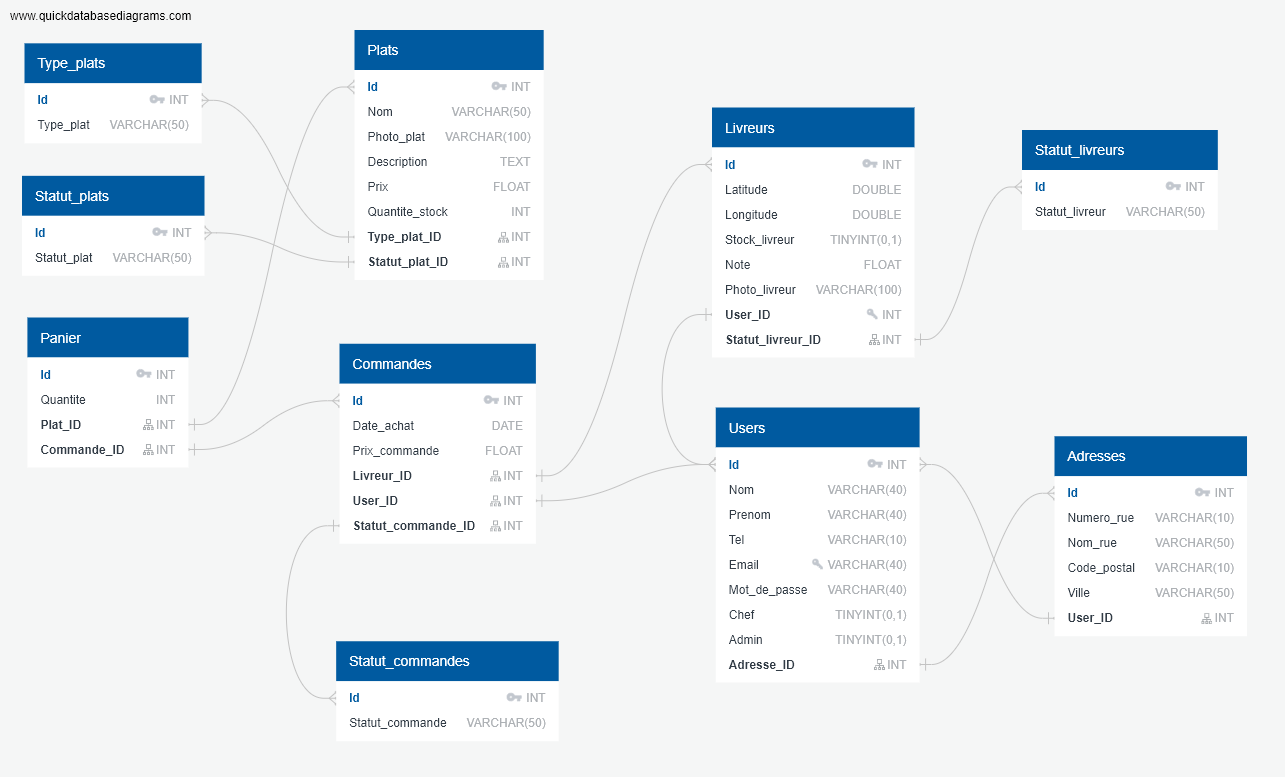 www.quickdatabasediagrams.com
Type_plats
Id INT
Type_plat VARCHAR(50)
Statut_plats
Id INT
Statut_plat VARCHAR(50)
Panier
Id INT
Quantite INT
Plat_ID INT
Commande_ID INT
Plats
Id INT
Nom VARCHAR(50)
Photo_plat VARCHAR(100)
Description TEXT
Prix FLOAT
Quantite_stock INT
Type_plat_ID INT
Statut_plat_ID INT
Commandes
Id INT
Date_achat DATE
Prix_commande FLOAT
Livreur_ID INT
User_ID INT
Statut_commande_ID INT
Statut_commandes
Id INT
Statut_commande VARCHAR(50)
Livreurs
Id INT
Latitude DOUBLE
Longitude DOUBLE
Stock_livreur TINYINT(0,1)
Note FLOAT
Photo_livreur VARCHAR(100)
User_ID INT
Statut_livreur_ID INT
Users
Id INT
Nom VARCHAR(40)
Prenom VARCHAR(40)
Tel VARCHAR(10)
Email VARCHAR(40)
Mot_de_passe VARCHAR(40)
Chef TINYINT(0,1)
Admin TINYINT(0,1)
Adresse_ID INT
Statut_livreurs
Id INT
Statut_livreur VARCHAR(50)
Adresses
Id INT
Numero_rue VARCHAR(10)
Nom_rue VARCHAR(50)
Code_postal VARCHAR(10)
Ville VARCHAR(50)
User_ID INT